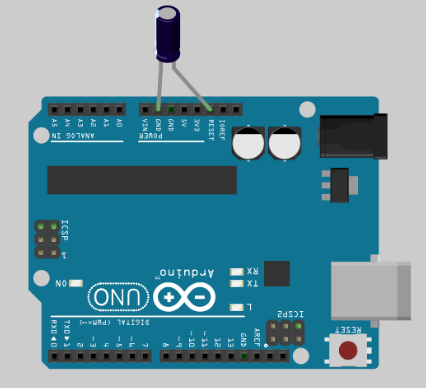 A5
A4
A3
A2
A1
A0
ANALOG IN
VIN
GND
GND
5V
3V3
RESET
IOREF
POWER
ICSP
ON
UNO
Arduino
RX
TX
L
ICSP2
RESET
RXD ◄ 0
TXD ► 1
2
~3
4
~5
~6
7
DIGITAL (PWM=~)
8
~9
~10
~11
12
13
GND
AREF